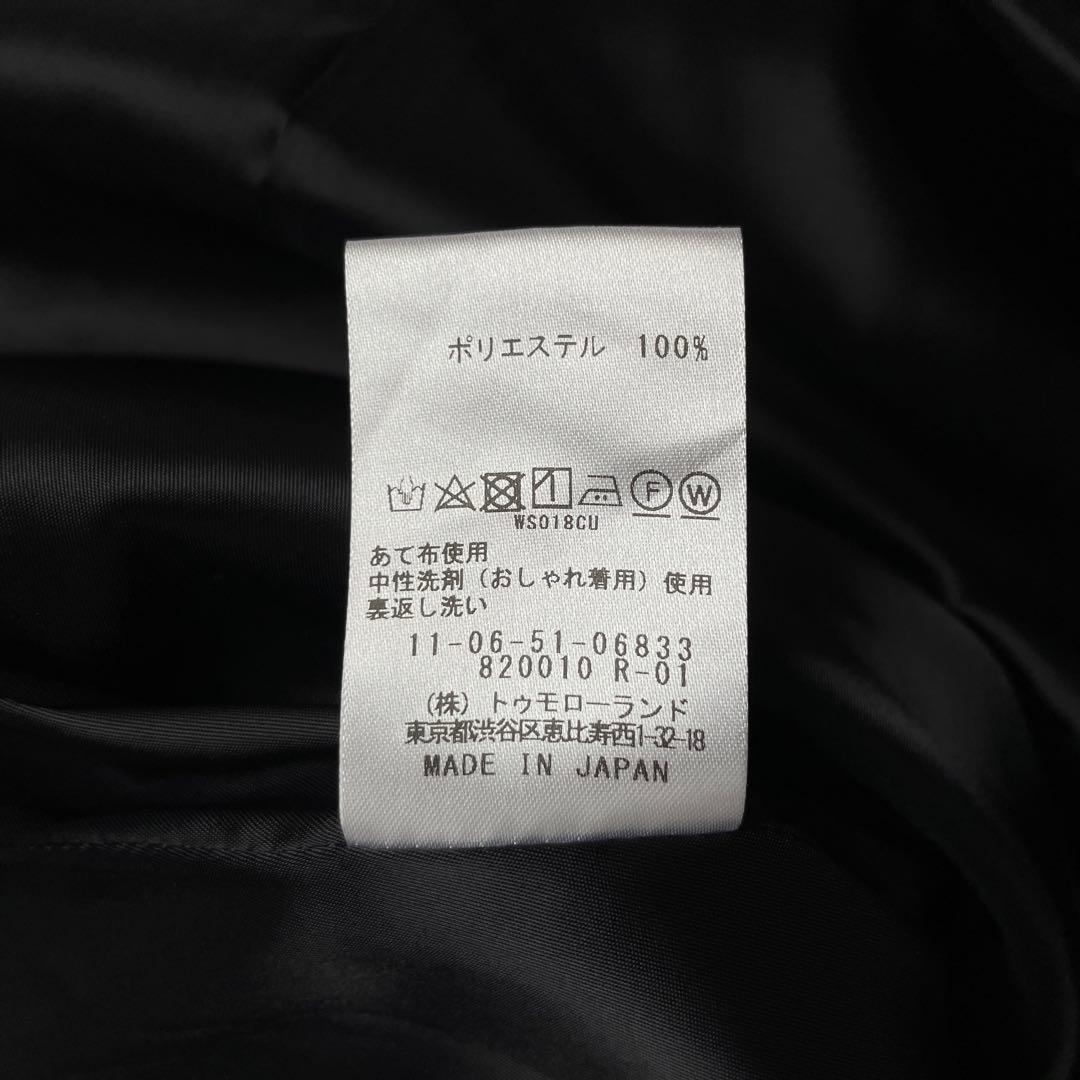 ポリエステル 100%
F W
WS018CU
あて布使用
中性洗剤（おしゃれ着用）使用
裏返し洗い
11-06-51-06833
820010 R-01
（株）トゥモローランド
東京都渋谷区恵比寿西1-32-18
MADE IN JAPAN